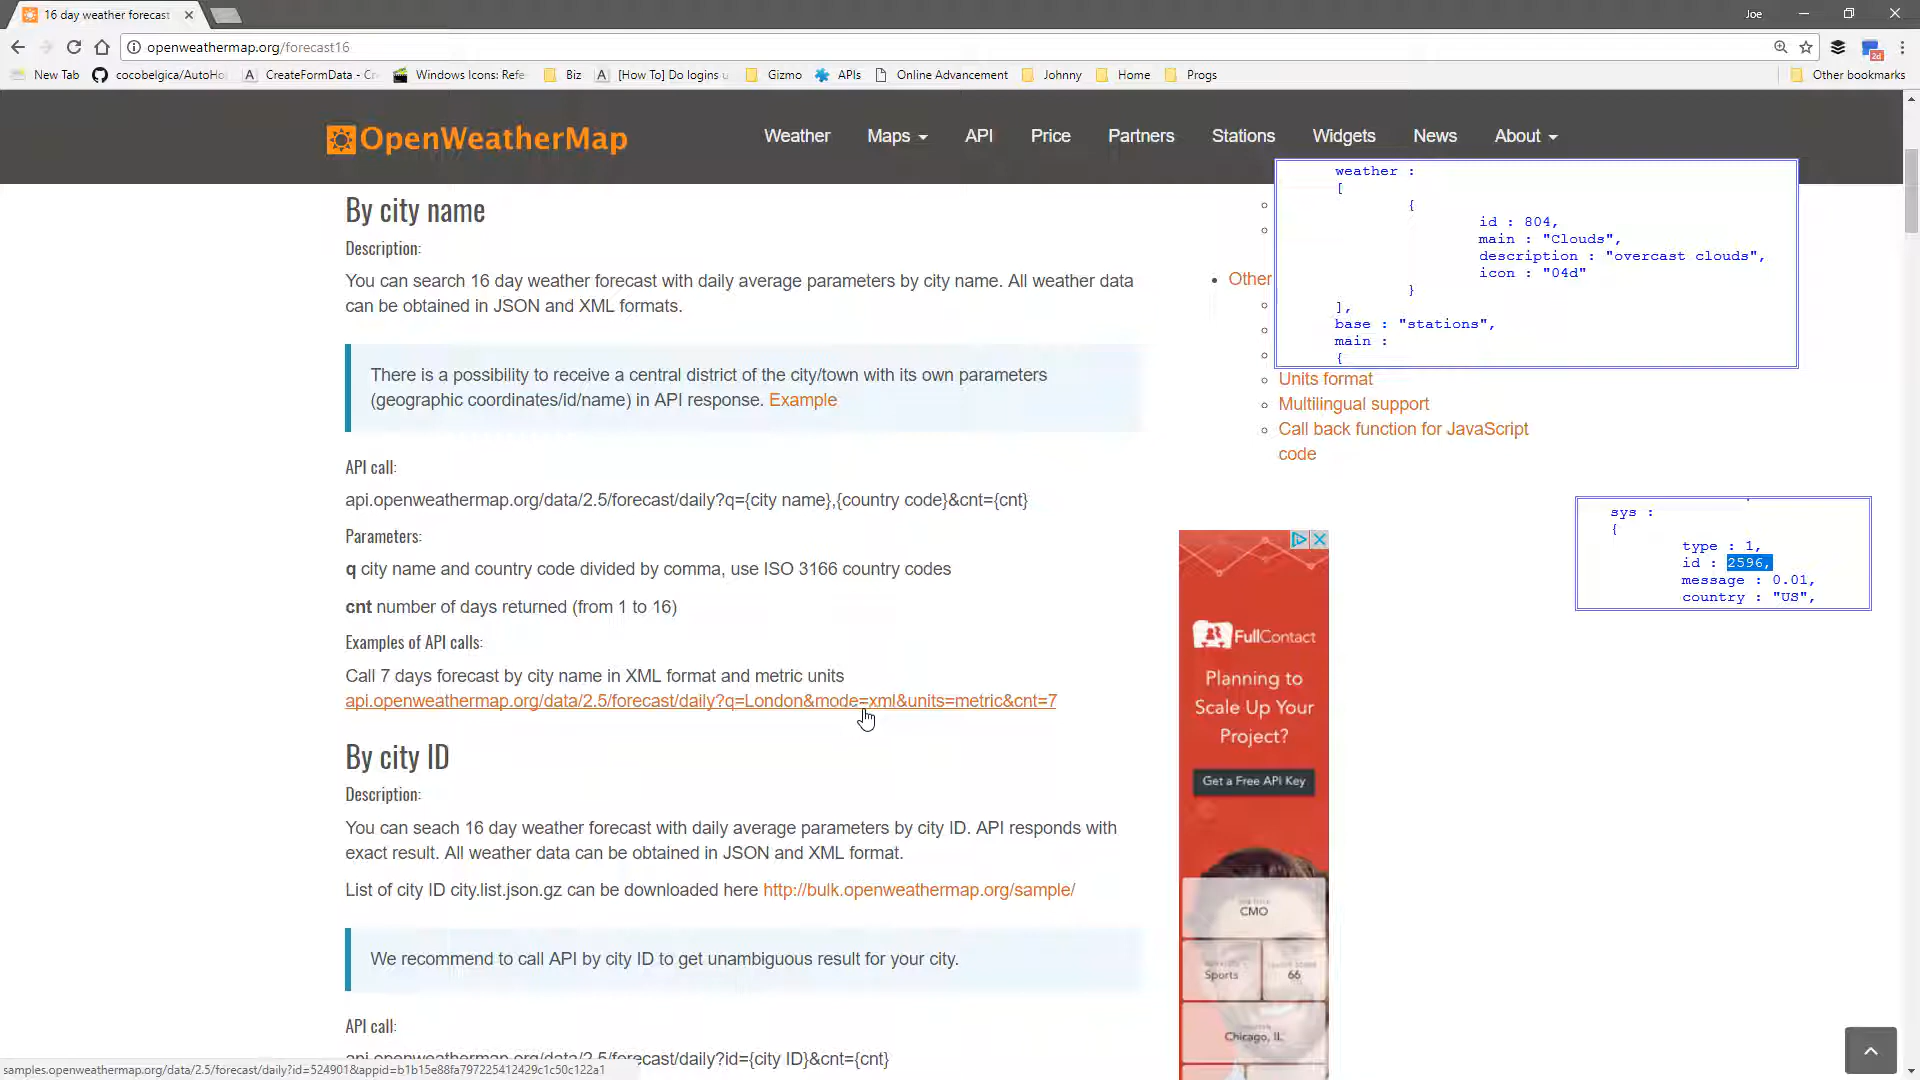 16 day weather forecast
Joe
openweathermap.org/forecast16
New Tab
cocobelgica/AutoHo
CreateFormData - Cr
Windows Icons: Refe
Biz
[How To] Do logins u
Gizmo
APIs
Online Advancement
Johnny
Home
Progs
Other bookmarks
OpenWeatherMap
Weather
Maps
API
Price
Partners
Stations
Widgets
News
About
By city name
Description:
You can search 16 day weather forecast with daily average parameters by city name. All weather data
can be obtained in JSON and XML formats.
There is a possibility to receive a central district of the city/town with its own parameters
(geographic coordinates/id/name) in API response. Example
API call:
api.openweathermap.org/data/2.5/forecast/daily?q={city name},{country code}&cnt={cnt}
Parameters:
q city name and country code divided by comma, use ISO 3166 country codes
cnt number of days returned (from 1 to 16)
Examples of API calls:
Call 7 days forecast by city name in XML format and metric units
api.openweathermap.org/data/2.5/forecast/daily?q=London&mode=xml&units=metric&cnt=7
By city ID
Description:
You can seach 16 day weather forecast with daily average parameters by city ID. API responds with
exact result. All weather data can be obtained in JSON and XML format.
List of city ID city.list.json.gz can be downloaded here http://bulk.openweathermap.org/sample/
We recommend to call API by city ID to get unambiguous result for your city.
API call:
api.openweathermap.org/data/2.5/forecast/daily?id={city ID}&cnt={cnt}
samples.openweathermap.org/data/2.5/forecast/daily?id=524901&appid=b1b15e88fa797225412429c1c50c122a1
weather :
[
{
id : 804,
main : "Clouds",
description : "overcast clouds",
icon : "04d"
}
],
base : "stations",
main :
{
Other
Units format
Multilingual support
Call back function for JavaScript
code
sys :
{
type : 1,
id : 2596,
message : 0.01,
country : "US",
FullContact
Planning to
Scale Up Your
Project?
Get a Free API Key
CMO
Sports
66
Chicago, IL